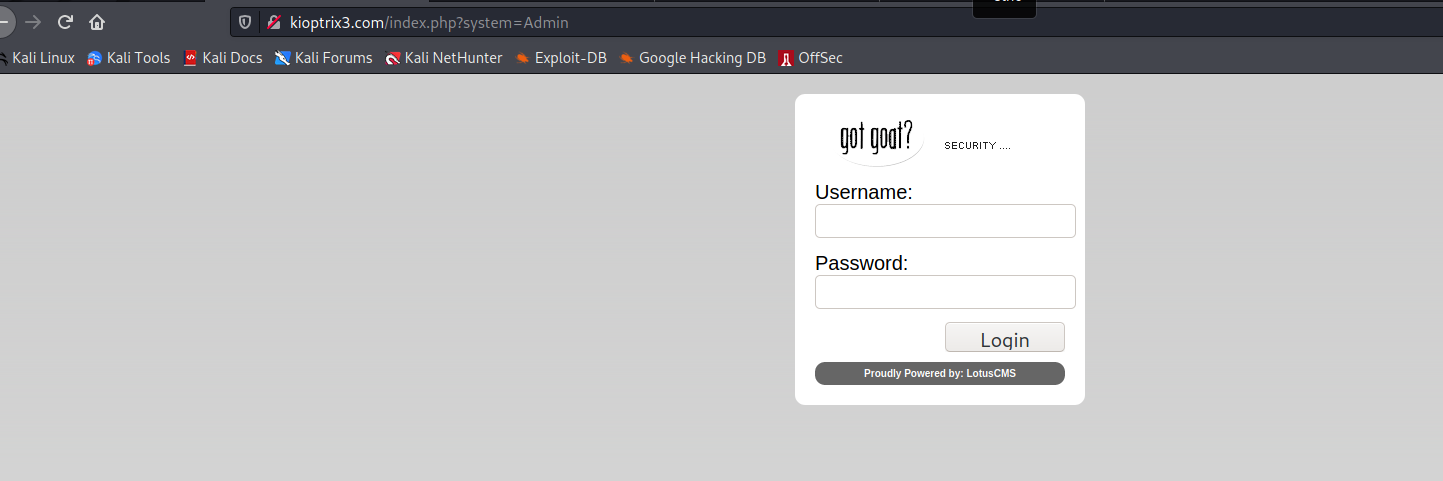 kioptrix3.com/index.php?system=Admin
Kali Linux Kali Tools Kali Docs Kali Forums Kali NetHunter Exploit-DB Google Hacking DB OffSec
got goat? SECURITY ....
Username:
Password:
Login
Proudly Powered by: LotusCMS